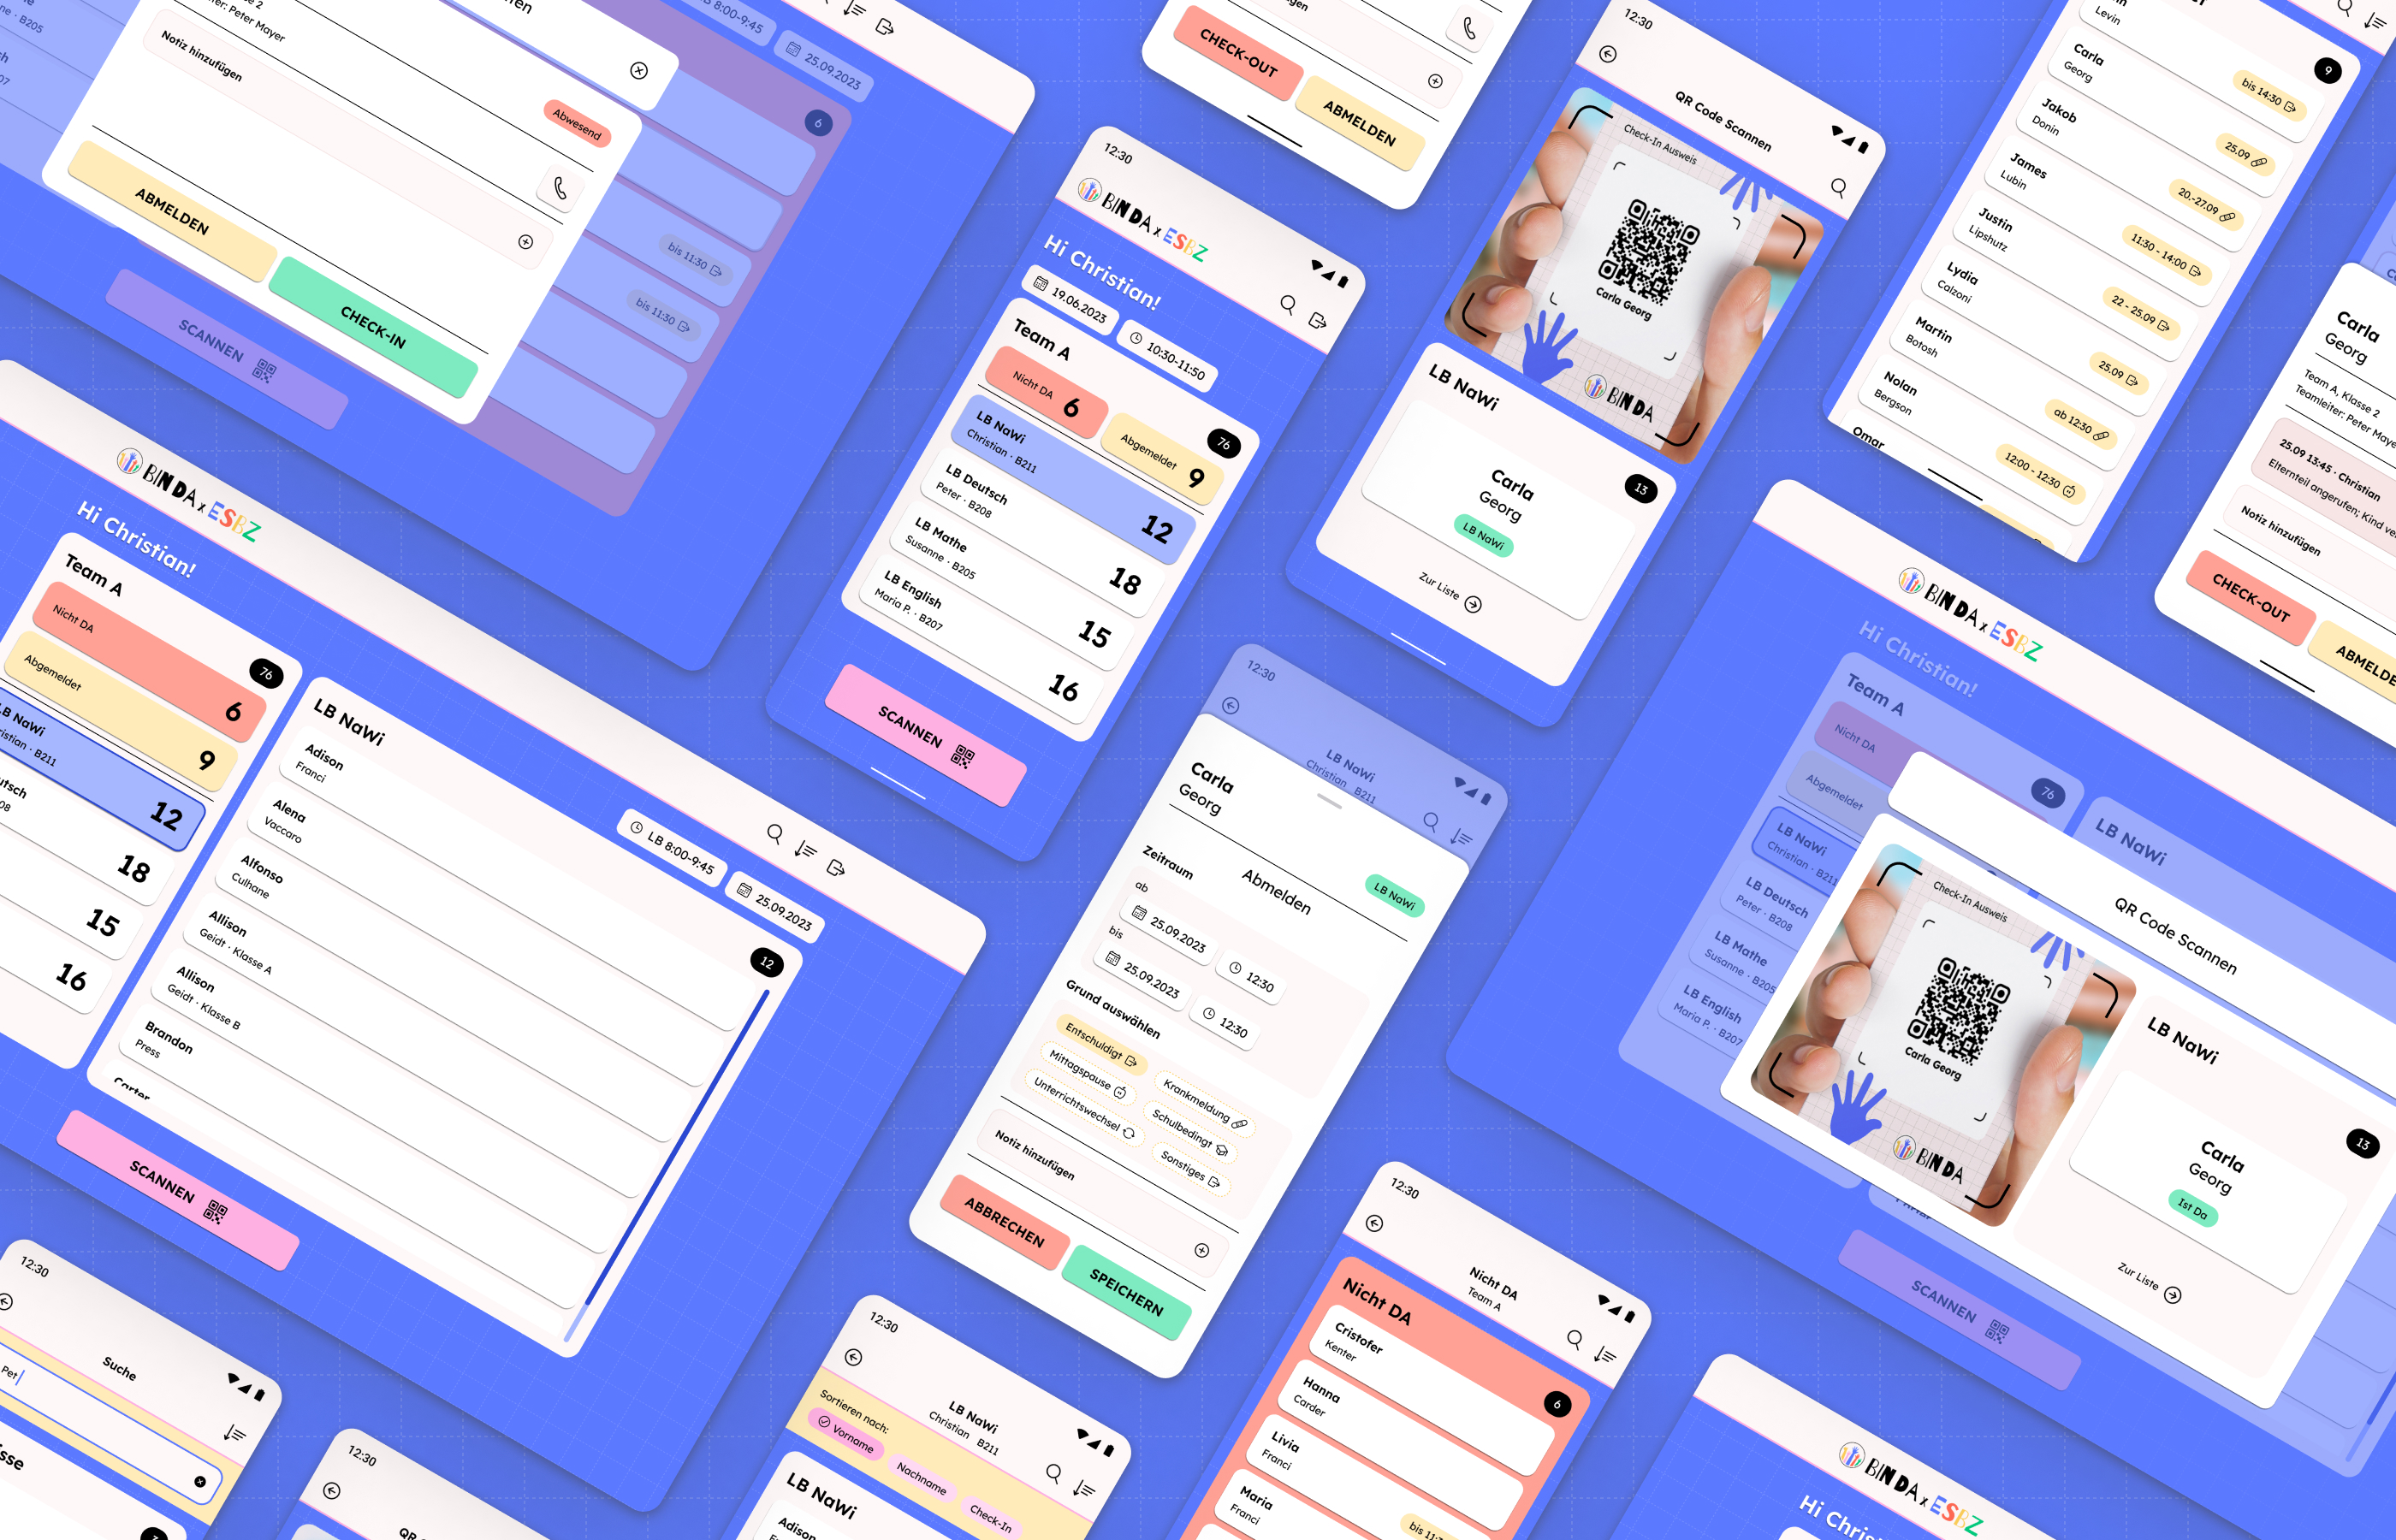 Peter Mayer
Notiz hinzufügen
Abwesend
ABMELDEN
CHECK-IN
SCANNEN
8:00-9:45
25.09.2023
6
bis 11:30
bis 11:30
BINDA x ESBZ
Hi Christian!
Team A
76
Nicht DA
6
Abgemeldet
9
LB NaWi
B211
12
18
15
16
LB NaWi
LB 8:00-9:45
25.09.2023
12
Adison
Franci
Alena
Vaccaro
Alfonso
Culhane
Allison
Geidt · Klasse A
Allison
Geidt · Klasse B
Brandon
Press
Carter
SCANNEN
12:30
Suche
Pet
12:30
12:30
BINDA x ESBZ
Hi Christian!
19.06.2023
10:30-11:50
Team A
76
Nicht DA 6
Abgemeldet 9
LB NaWi
Christian · B211
12
LB Deutsch
Peter · B208
18
LB Mathe
Susanne · B205
15
LB English
Maria P. · B207
16
SCANNEN
CHECK-OUT
ABMELDEN
12:30
QR Code Scannen
Check-In Ausweis
Carla Georg
BINDA
LB NaWi
13
Carla
Georg
LB NaWi
Zur Liste
12:30
LB NaWi
Christian B211
Carla
Georg
LB NaWi
Abmelden
Zeitraum
ab
25.09.2023
12:30
bis
25.09.2023
12:30
Grund auswählen
Entschuldigt
Krankmeldung
Mittagspause
Schulbedingt
Unterrichtswechsel
Sonstiges
Notiz hinzufügen
ABBRECHEN
SPEICHERN
12:30
LB NaWi
Christian B211
Sortieren nach:
Vorname
Nachname
Check-In
LB NaWi
Adison
12:30
Nicht DA
Team A
Nicht DA
6
Cristofer
Kenter
Hanna
Carder
Livia
Franci
Maria
Franci
9
Levin
Carla
Georg
bis 14:30
Jakob
Donin
25.09
James
Lubin
20.-27.09
Justin
Lipshutz
11:30 - 14:00
Lydia
Calzoni
22 - 25.09
Martin
Botosh
25.09
Nolan
Bergson
ab 12:30
Omar
12:00 - 12:30
Carla
Georg
Team A, Klasse 2
Teamleiter: Peter
25.09 13:45 · Christian
Elternteil angerufen; Kind
Notiz hinzufügen
CHECK-OUT
BINDA x ESBZ
Hi Christian!
Team A
76
Nicht DA
Abgemeldet
LB NaWi
Christian · B211
LB Deutsch
Peter · B208
LB Mathe
Susanne · B205
LB English
Maria P. · B207
LB NaWi
QR Code Scannen
Check-In Ausweis
Carla Georg
BINDA
LB NaWi
13
Carla
Georg
Ist Da
Zur Liste
SCANNEN
BINDA x ESBZ
Hi